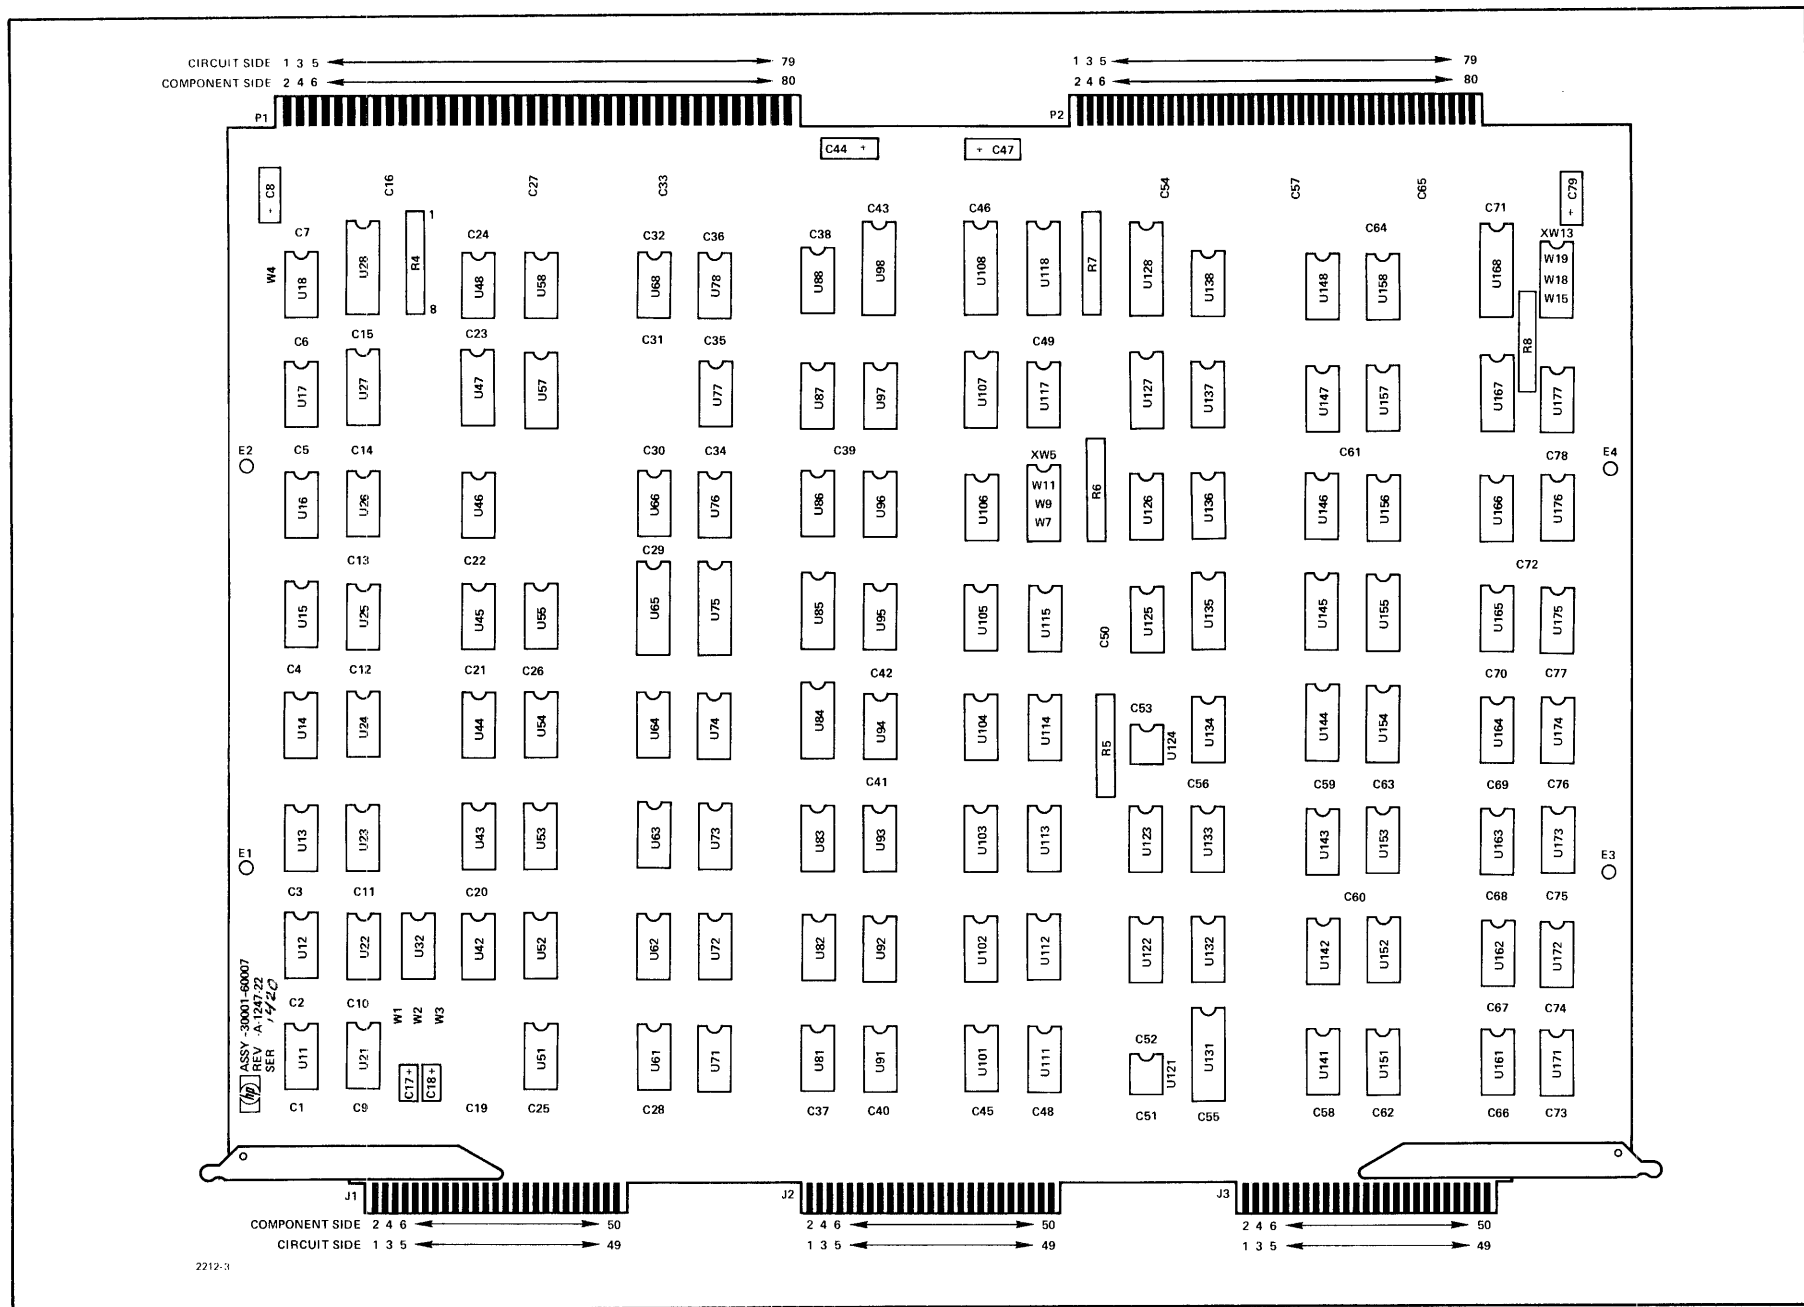 CIRCUIT SIDE 1 3 5 79 1 3 5 79
COMPONENT SIDE 2 4 6 80 2 4 6 80
P1 P2
C44 + + C47
+ C8 C16 C27 C33 C54 C57 C65 + C79
1 C43 C46 C71
C7 C24 C32 C36 C38 C64 XW13
W4 U18 U28 R4 U48 U58 U68 U78 U88 U98 U108 U118 R7 U128 U138 U148 U158 U168 W19
W18
W15
8
C6 C15 C23 C31 C35 C49 R8
U17 U27 U47 U57 U77 U87 U97 U107 U117 U127 U137 U147 U157 U167 U177
E2 C5 C14 C30 C34 C39 XW5 C61 C78 E4
U16 U26 U46 U66 U76 U86 U96 U106 W11 R6 U126 U136 U146 U156 U166 U176
W9
W7
C13 C22 C29 C72
U15 U25 U45 U55 U65 U75 U85 U95 U105 U115 C50 U125 U135 U145 U155 U165 U175
C4 C12 C21 C26 C42 C70 C77
U14 U24 U44 U54 U64 U74 U84 U94 U104 U114 R5 C53 U124 U134 U144 U154 U164 U174
C41 C56 C59 C63 C69 C76
E1 U13 U23 U43 U53 U63 U73 U83 U93 U103 U113 U123 U133 U143 U153 U163 U173 E3
C3 C11 C20 C60 C68 C75
U12 U22 U32 U42 U52 U62 U72 U82 U92 U102 U112 U122 U132 U142 U152 U162 U172
hp ASSY -30001-60007
REV -A-1247-22
SER 1420
C2 C10 W1 W2 W3 C67 C74
U11 U21 C17+ C18+ U51 U61 U71 U81 U91 U101 U111 C52 U121 U131 U141 U151 U161 U171
C1 C9 C19 C25 C28 C37 C40 C45 C48 C51 C55 C58 C62 C66 C73
J1 J2 J3
COMPONENT SIDE 2 4 6 50 2 4 6 50 2 4 6 50
CIRCUIT SIDE 1 3 5 49 1 3 5 49 1 3 5 49
2212-3